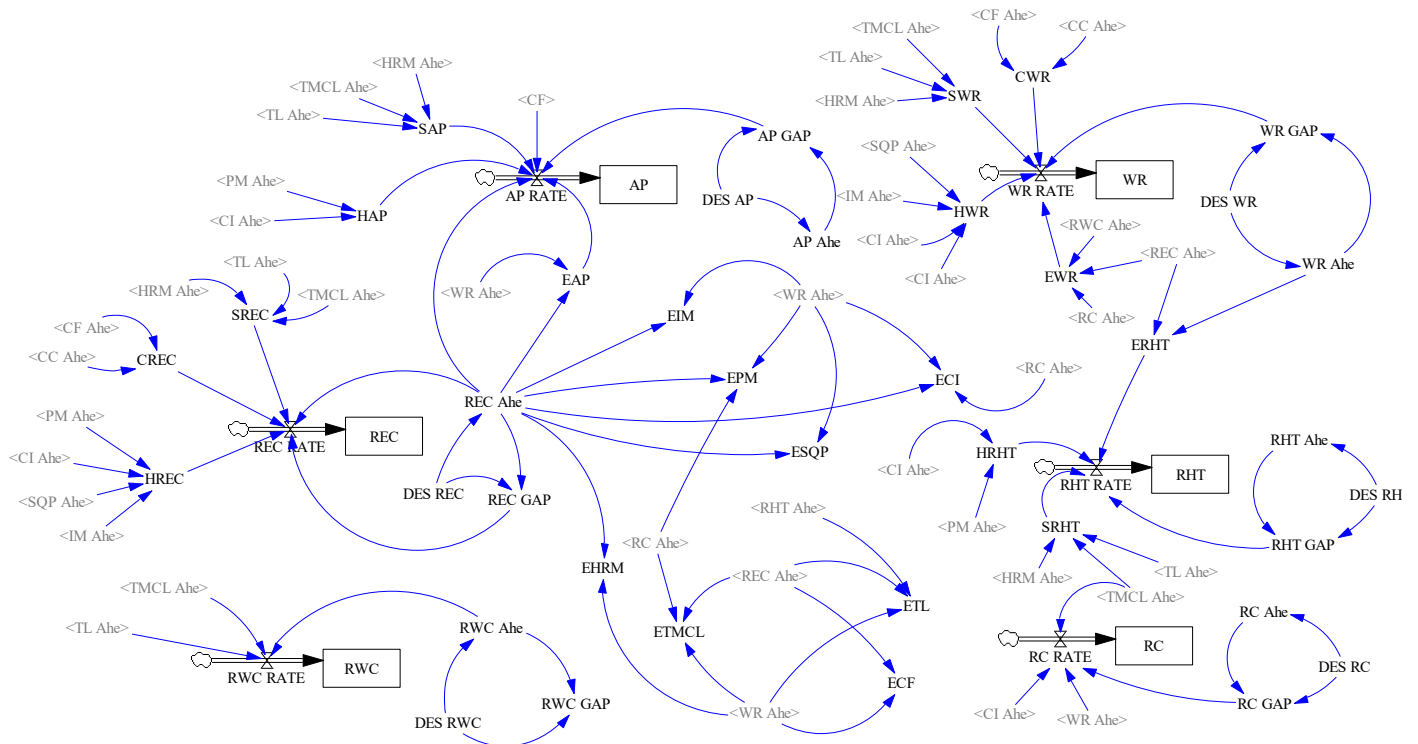 <CF Ahe>
<TMCL Ahe>
<CC Ahe>
<HRM Ahe>
<TL Ahe>
CWR
<TMCL Ahe>
<CF>
SWR
<HRM Ahe>
<TL Ahe>
SAP
AP GAP
WR GAP
<SQP Ahe>
<PM Ahe>
AP
WR
AP RATE
WR RATE
<IM Ahe>
DES AP
DES WR
HAP
HWR
<CI Ahe>
<RWC Ahe>
<CI Ahe>
AP Ahe
<REC Ahe>
<TL Ahe>
WR Ahe
<CI Ahe>
EWR
EAP
<HRM Ahe>
<WR Ahe>
<TMCL Ahe>
<WR Ahe>
SREC
EIM
<RC Ahe>
<CF Ahe>
ERHT
<CC Ahe>
CREC
<RC Ahe>
EPM
ECI
REC Ahe
<PM Ahe>
REC
REC RATE
RHT Ahe
HRHT
ESQP
<CI Ahe>
<CI Ahe>
RHT
HREC
RHT RATE
DES REC
REC GAP
DES RH
<SQP Ahe>
<RHT Ahe>
<PM Ahe>
SRHT
<IM Ahe>
<RC Ahe>
RHT GAP
EHRM
<TL Ahe>
<REC Ahe>
<HRM Ahe>
<TMCL Ahe>
<TMCL Ahe>
ETL
RC Ahe
<TL Ahe>
RWC Ahe
ETMCL
RC
RC RATE
RWC
DES RC
RWC RATE
ECF
RWC GAP
RC GAP
<WR Ahe>
<CI Ahe>
<WR Ahe>
DES RWC